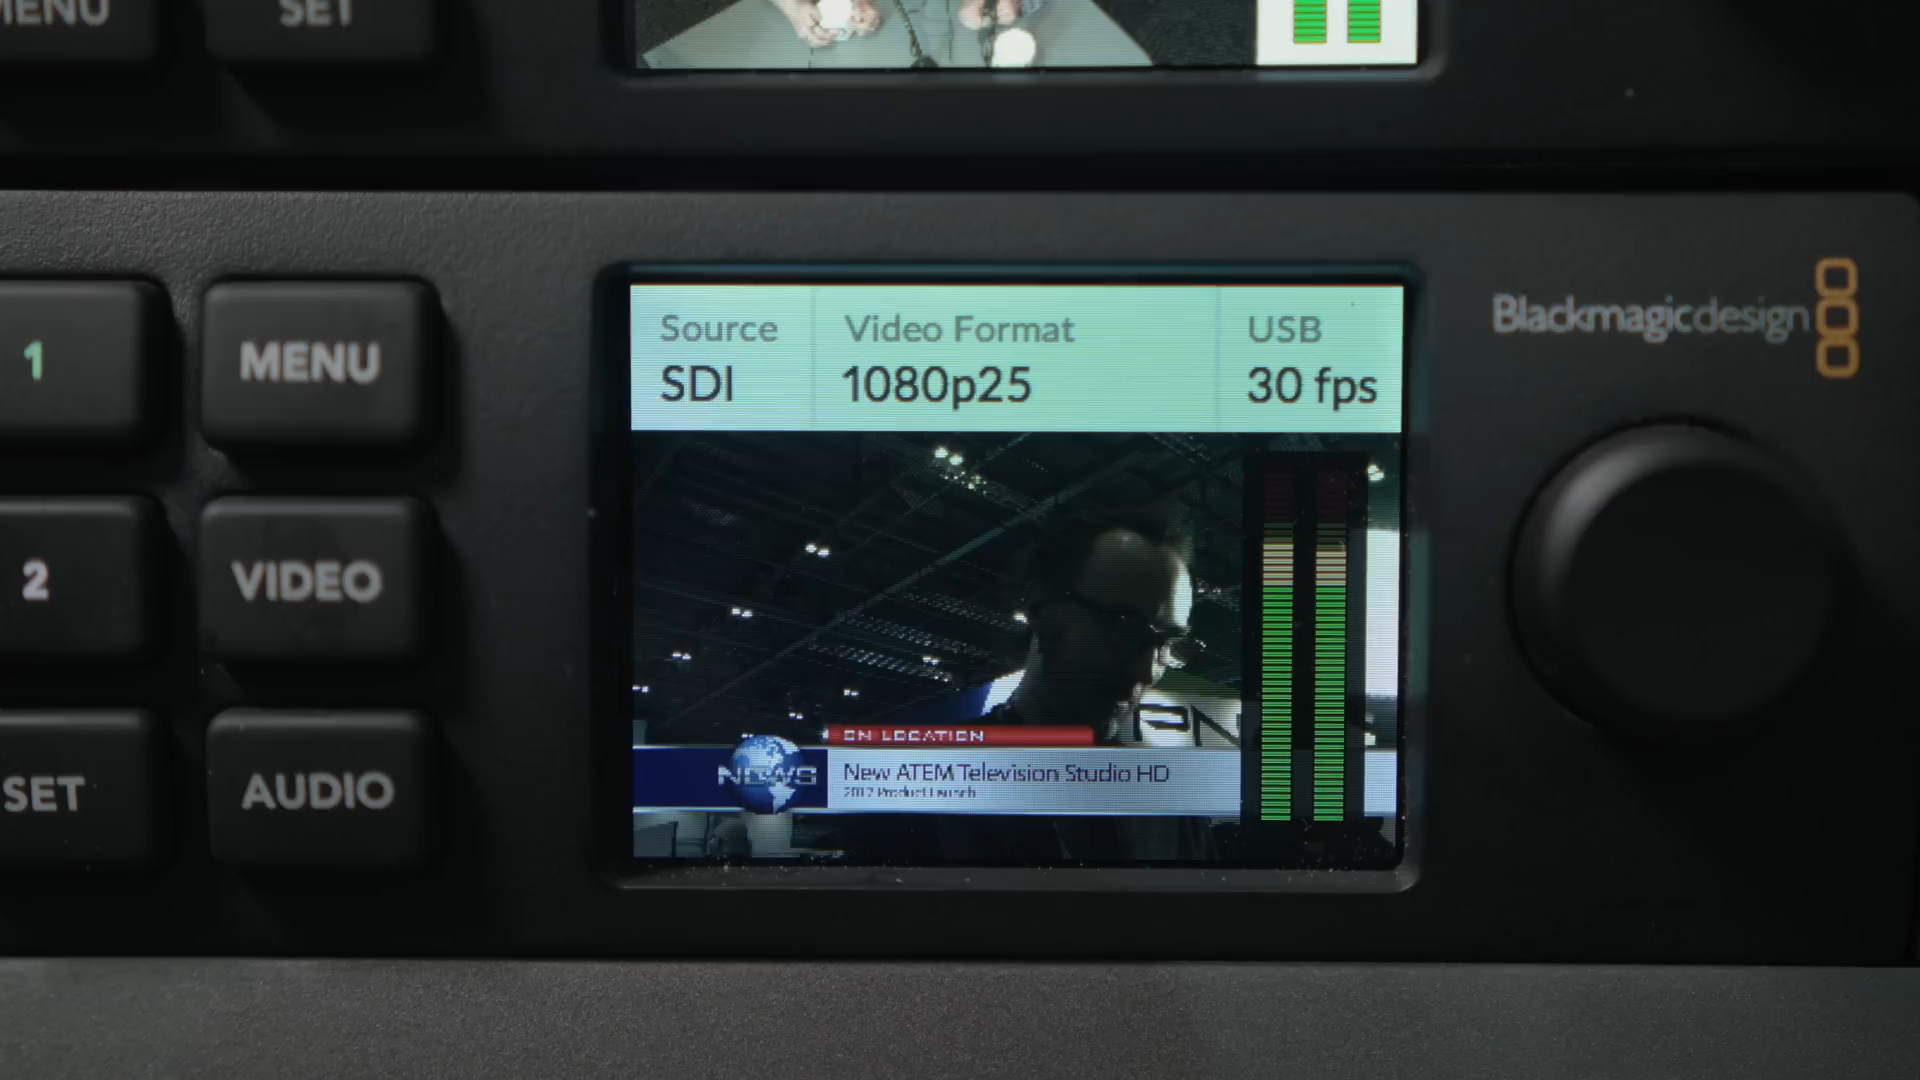 MENU
SET
Source
Video Format
USB
SDI
1080p25
30 fps
Blackmagicdesign
1
MENU
2
VIDEO
SET
AUDIO
ON LOCATION
NEWS
New ATEM Television Studio HD
2017 Product Launch